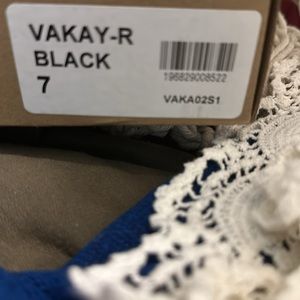 VAKAY-R
BLACK
7
196829008522
VAKA02S1